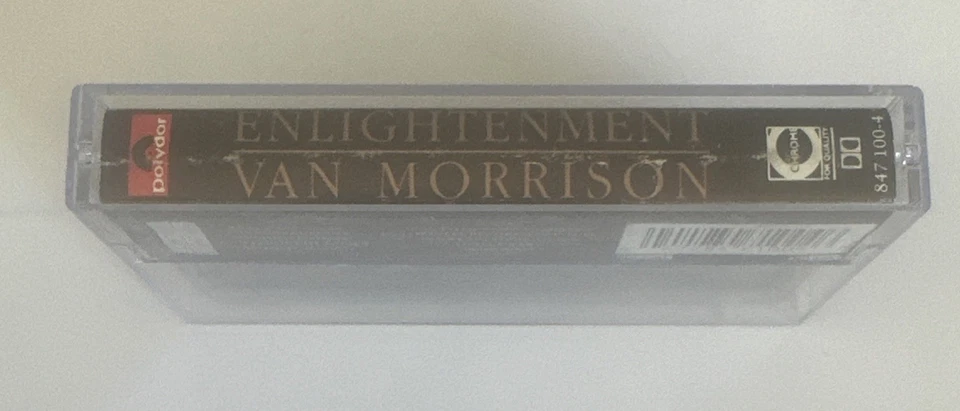 polydor
ENLIGHTENMENT
VAN MORRISON
CHROME
FOR QUALITY
847 100-4